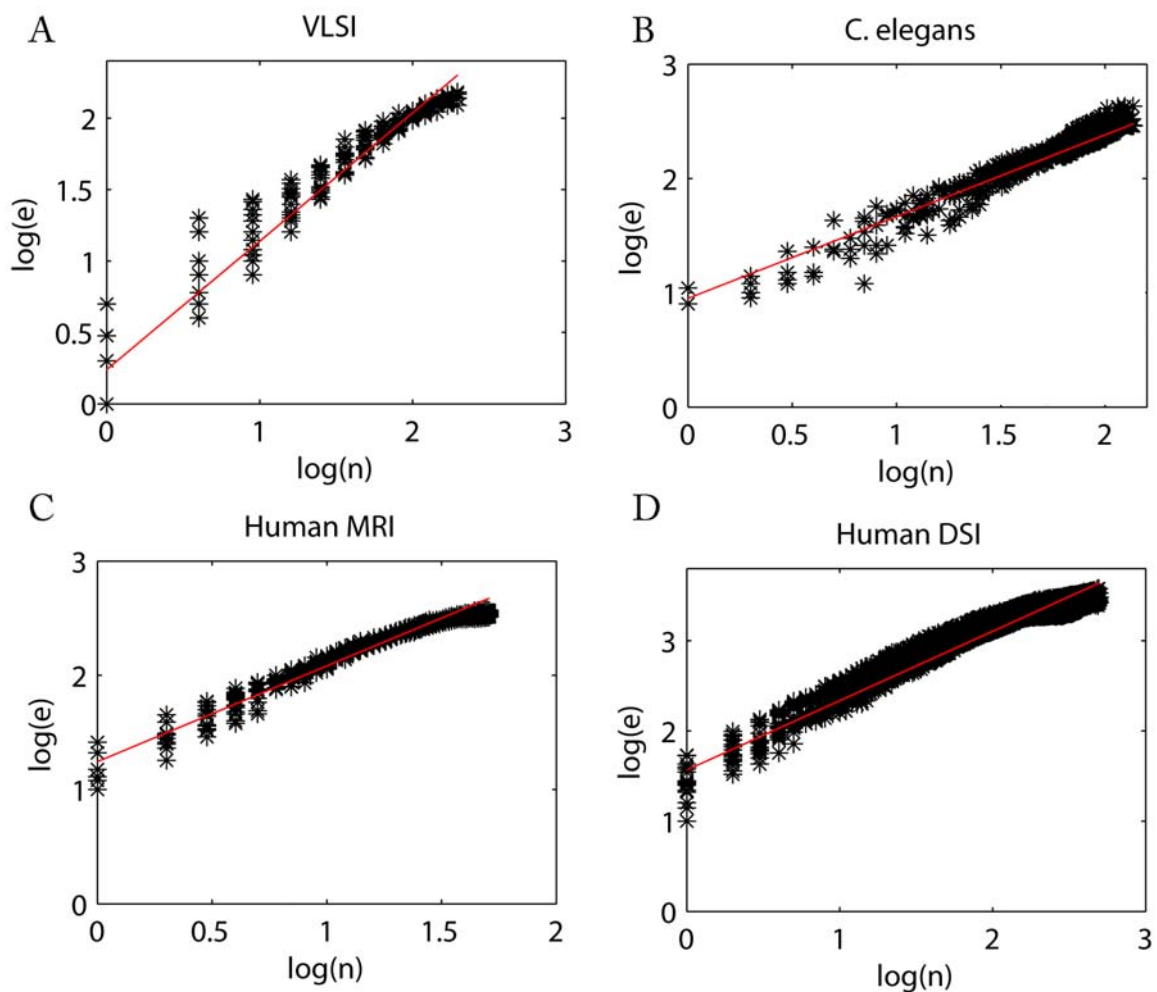 A
VLSI
2
1.5
1
0.5
0
log(e)
0 1 2 3
log(n)
B
C. elegans
3
2
1
0
log(e)
0 0.5 1 1.5 2
log(n)
C
Human MRI
3
2
1
0
log(e)
0 0.5 1 1.5 2
log(n)
D
Human DSI
3
2
1
0
log(e)
0 1 2 3
log(n)